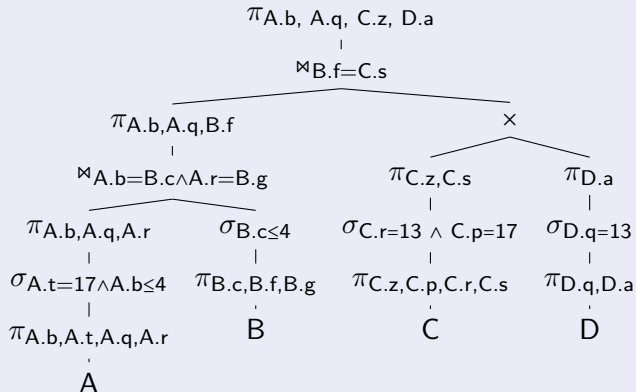 πA.b, A.q, C.z, D.a
⋈B.f=C.s
πA.b,A.q,B.f ×
⋈A.b=B.c∧A.r=B.g πC.z,C.s πD.a
πA.b,A.q,A.r σB.c≤4 σC.r=13 ∧ C.p=17 σD.q=13
σA.t=17∧A.b≤4 πB.c,B.f,B.g πC.z,C.p,C.r,C.s πD.q,D.a
πA.b,A.t,A.q,A.r B C D
A